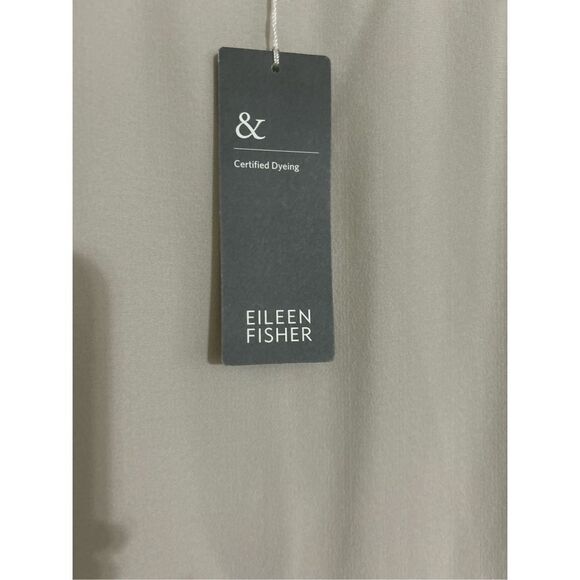 &
Certified Dyeing
EILEEN
FISHER